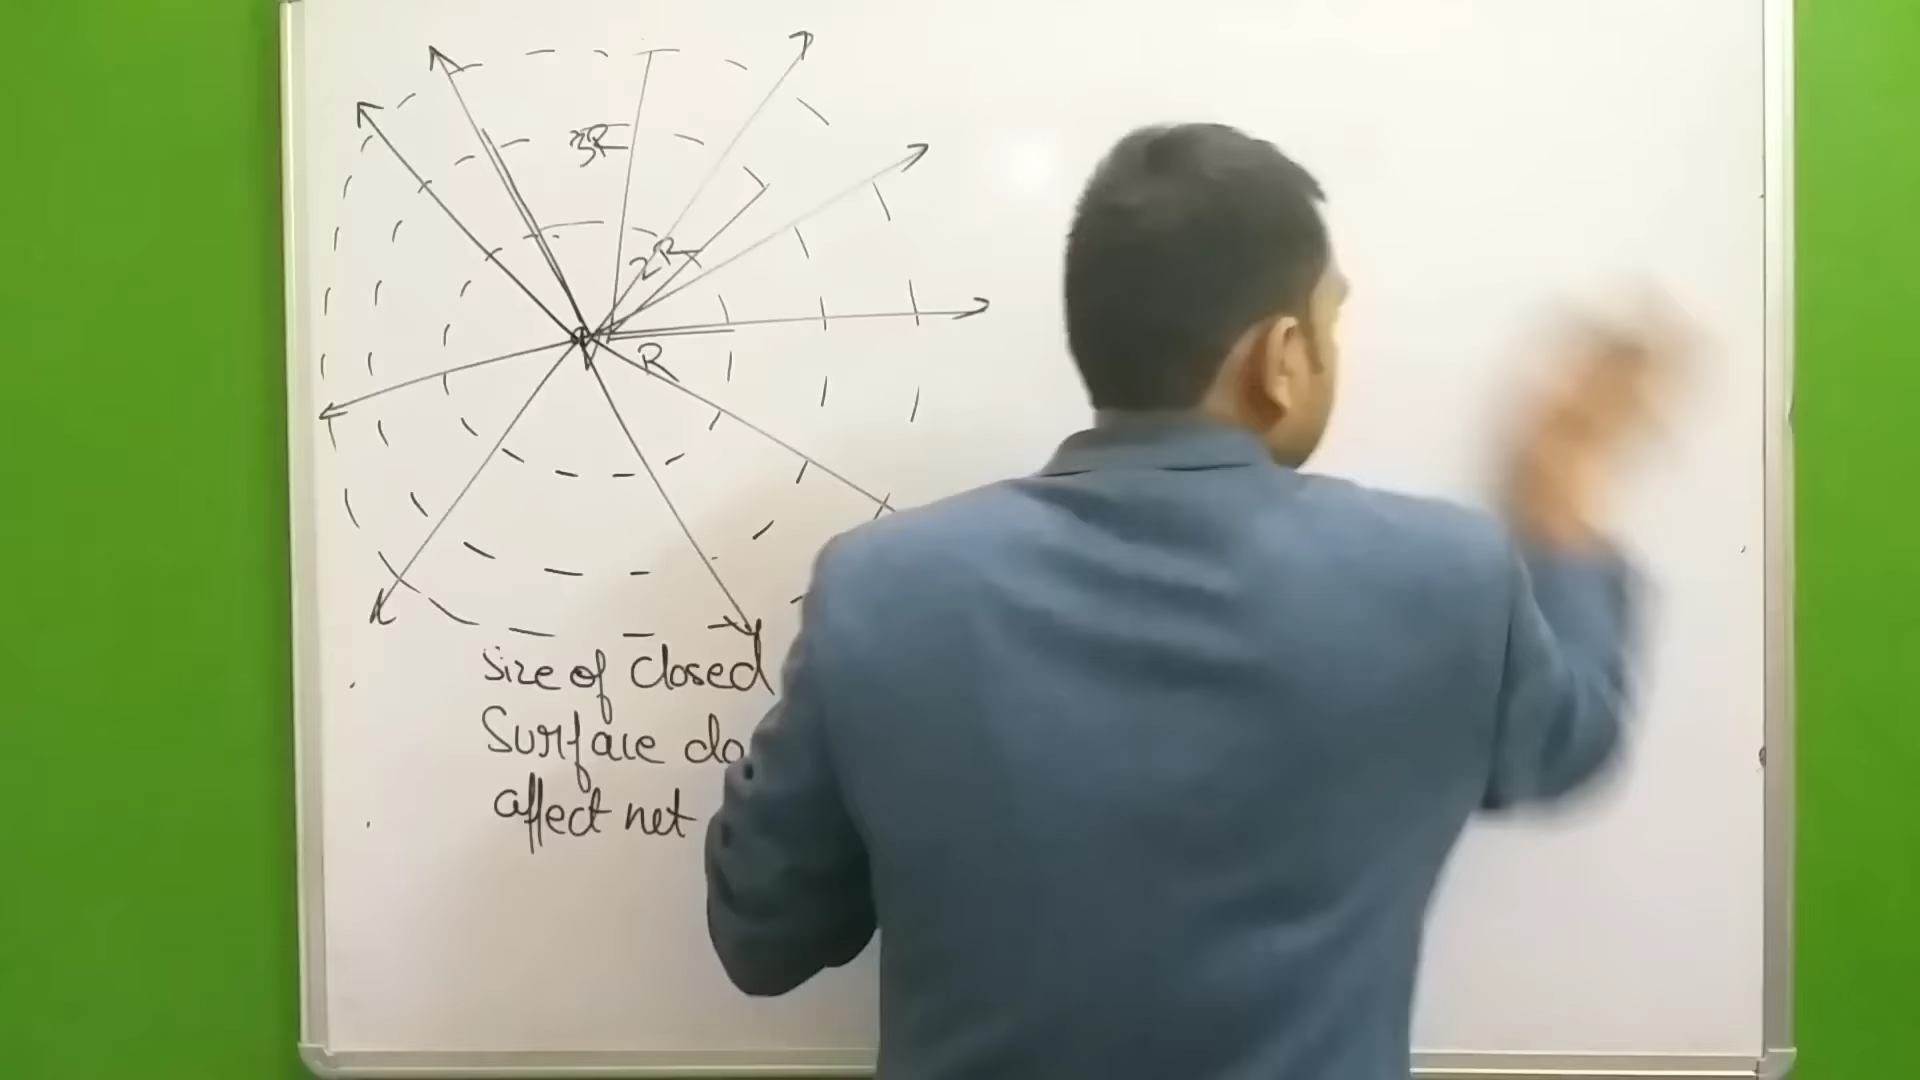 3R
2R
R
Size of closed
Surface do
affect net